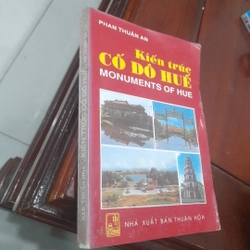 PHAN THUẬN AN
Kiến trúc
CỐ ĐÔ HUẾ
MONUMENTS OF HUE
NHÀ XUẤT BẢN THUẬN HÓA